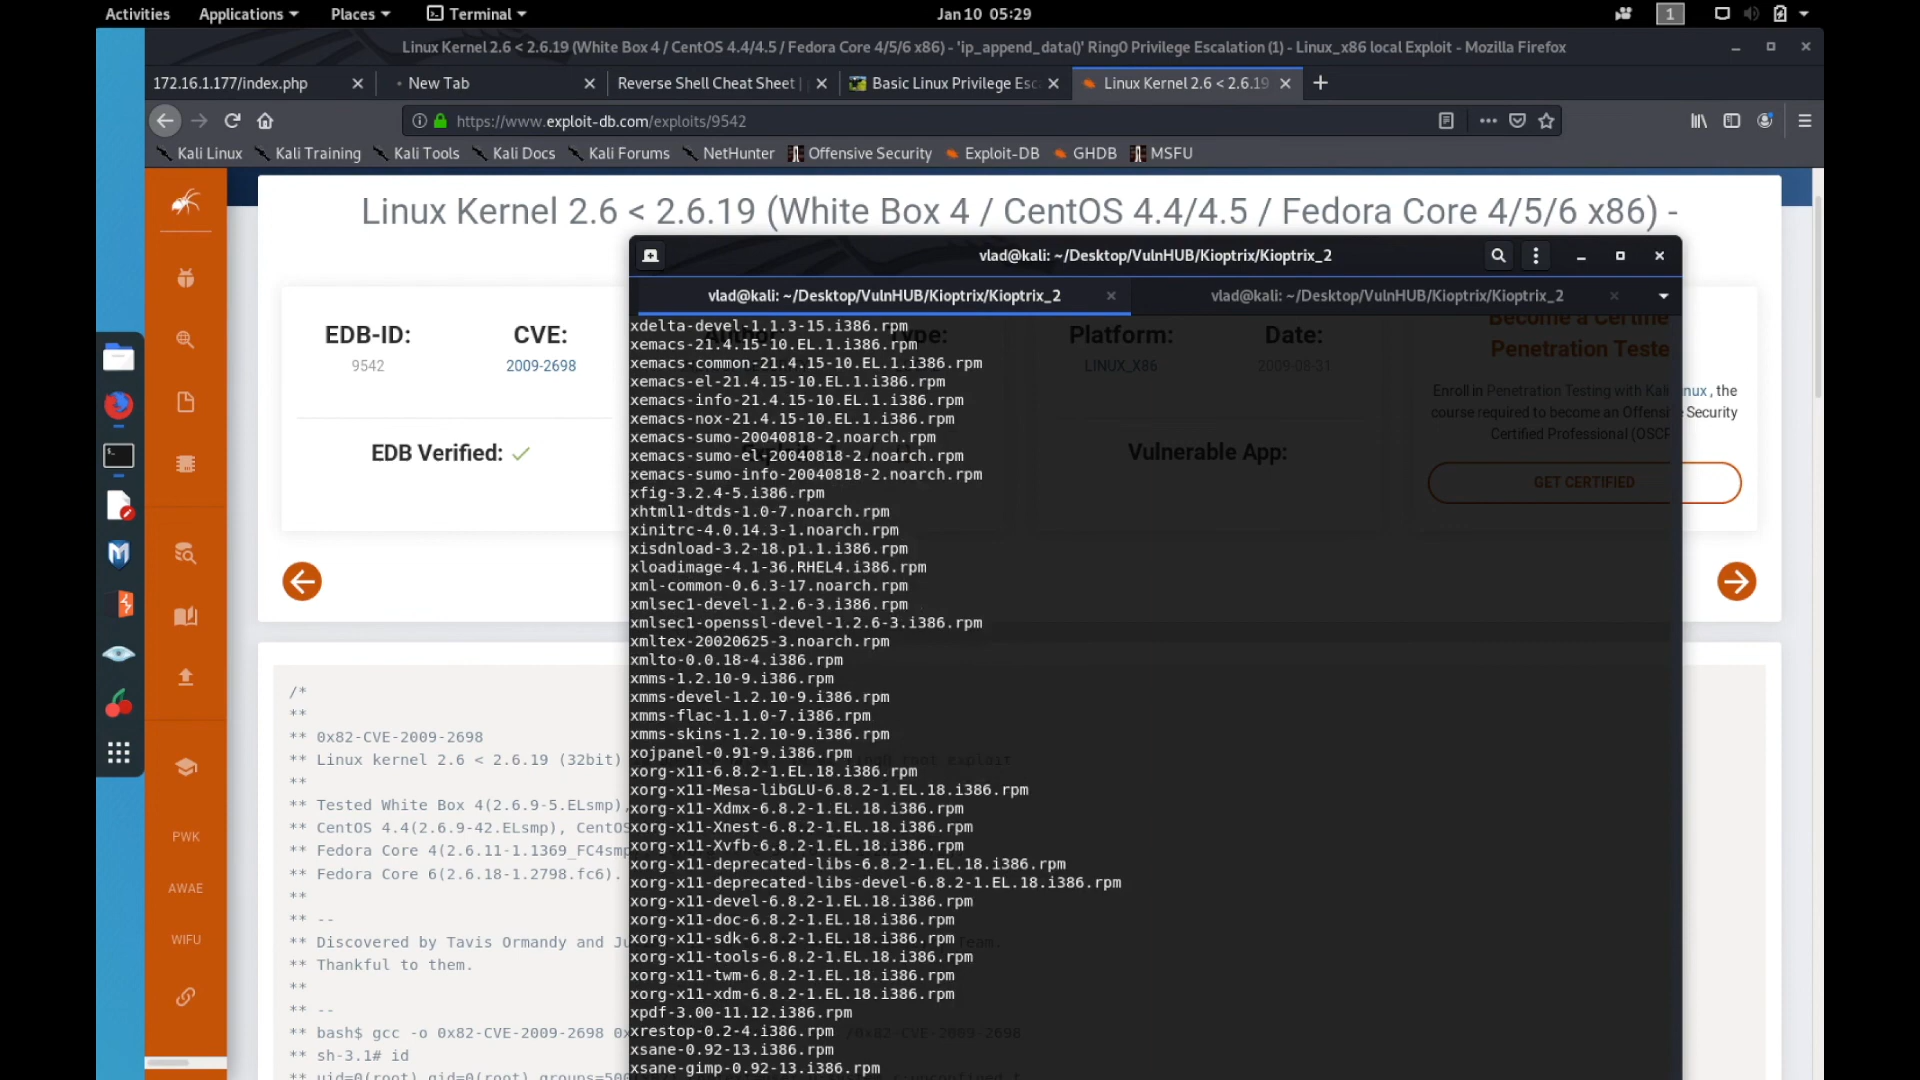 Activities Applications Places Terminal Jan 10 05:29 1
Linux Kernel 2.6 < 2.6.19 (White Box 4 / CentOS 4.4/4.5 / Fedora Core 4/5/6 x86) - 'ip_append_data()' Ring0 Privilege Escalation (1) - Linux_x86 local Exploit - Mozilla Firefox
172.16.1.177/index.php New Tab Reverse Shell Cheat Sheet | Basic Linux Privilege Esc Linux Kernel 2.6 < 2.6.19
https://www.exploit-db.com/exploits/9542
Kali Linux Kali Training Kali Tools Kali Docs Kali Forums NetHunter Offensive Security Exploit-DB GHDB MSFU
Linux Kernel 2.6 < 2.6.19 (White Box 4 / CentOS 4.4/4.5 / Fedora Core 4/5/6 x86) -
EDB-ID:
9542
CVE:
2009-2698
EDB Verified:
Type:
Platform:
LINUX_X86
Date:
2009-08-31
Vulnerable App:
Become a Certifie
Penetration Teste
Enroll in Penetration Testing with Kali Linux , the
course required to become an Offensive Security
Certified Professional (OSCP
GET CERTIFIED
PWK
AWAE
WIFU
/*
**
** 0x82-CVE-2009-2698
** Linux kernel 2.6 < 2.6.19 (32bit) ring0 root exploit
**
** Tested White Box 4(2.6.9-5.ELsmp),
** CentOS 4.4(2.6.9-42.ELsmp), CentOS
** Fedora Core 4(2.6.11-1.1369_FC4smp
** Fedora Core 6(2.6.18-1.2798.fc6).
**
** --
** Discovered by Tavis Ormandy and Ju Team.
** Thankful to them.
**
** --
** bash$ gcc -o 0x82-CVE-2009-2698 0x /0x82-CVE-2009-2698
** sh-3.1# id
** uid=0(root) gid=0(root) groups=500
vlad@kali: ~/Desktop/VulnHUB/Kioptrix/Kioptrix_2
vlad@kali: ~/Desktop/VulnHUB/Kioptrix/Kioptrix_2 vlad@kali: ~/Desktop/VulnHUB/Kioptrix/Kioptrix_2
xdelta-devel-1.1.3-15.i386.rpm
xemacs-21.4.15-10.EL.1.i386.rpm
xemacs-common-21.4.15-10.EL.1.i386.rpm
xemacs-el-21.4.15-10.EL.1.i386.rpm
xemacs-info-21.4.15-10.EL.1.i386.rpm
xemacs-nox-21.4.15-10.EL.1.i386.rpm
xemacs-sumo-20040818-2.noarch.rpm
xemacs-sumo-el-20040818-2.noarch.rpm
xemacs-sumo-info-20040818-2.noarch.rpm
xfig-3.2.4-5.i386.rpm
xhtml1-dtds-1.0-7.noarch.rpm
xinitrc-4.0.14.3-1.noarch.rpm
xisdnload-3.2-18.p1.1.i386.rpm
xloadimage-4.1-36.RHEL4.i386.rpm
xml-common-0.6.3-17.noarch.rpm
xmlsec1-devel-1.2.6-3.i386.rpm
xmlsec1-openssl-devel-1.2.6-3.i386.rpm
xmltex-20020625-3.noarch.rpm
xmlto-0.0.18-4.i386.rpm
xmms-1.2.10-9.i386.rpm
xmms-devel-1.2.10-9.i386.rpm
xmms-flac-1.1.0-7.i386.rpm
xmms-skins-1.2.10-9.i386.rpm
xojpanel-0.91-9.i386.rpm
xorg-x11-6.8.2-1.EL.18.i386.rpm
xorg-x11-Mesa-libGLU-6.8.2-1.EL.18.i386.rpm
xorg-x11-Xdmx-6.8.2-1.EL.18.i386.rpm
xorg-x11-Xnest-6.8.2-1.EL.18.i386.rpm
xorg-x11-Xvfb-6.8.2-1.EL.18.i386.rpm
xorg-x11-deprecated-libs-6.8.2-1.EL.18.i386.rpm
xorg-x11-deprecated-libs-devel-6.8.2-1.EL.18.i386.rpm
xorg-x11-devel-6.8.2-1.EL.18.i386.rpm
xorg-x11-doc-6.8.2-1.EL.18.i386.rpm
xorg-x11-sdk-6.8.2-1.EL.18.i386.rpm
xorg-x11-tools-6.8.2-1.EL.18.i386.rpm
xorg-x11-twm-6.8.2-1.EL.18.i386.rpm
xorg-x11-xdm-6.8.2-1.EL.18.i386.rpm
xpdf-3.00-11.12.i386.rpm
xrestop-0.2-4.i386.rpm
xsane-0.92-13.i386.rpm
xsane-gimp-0.92-13.i386.rpm